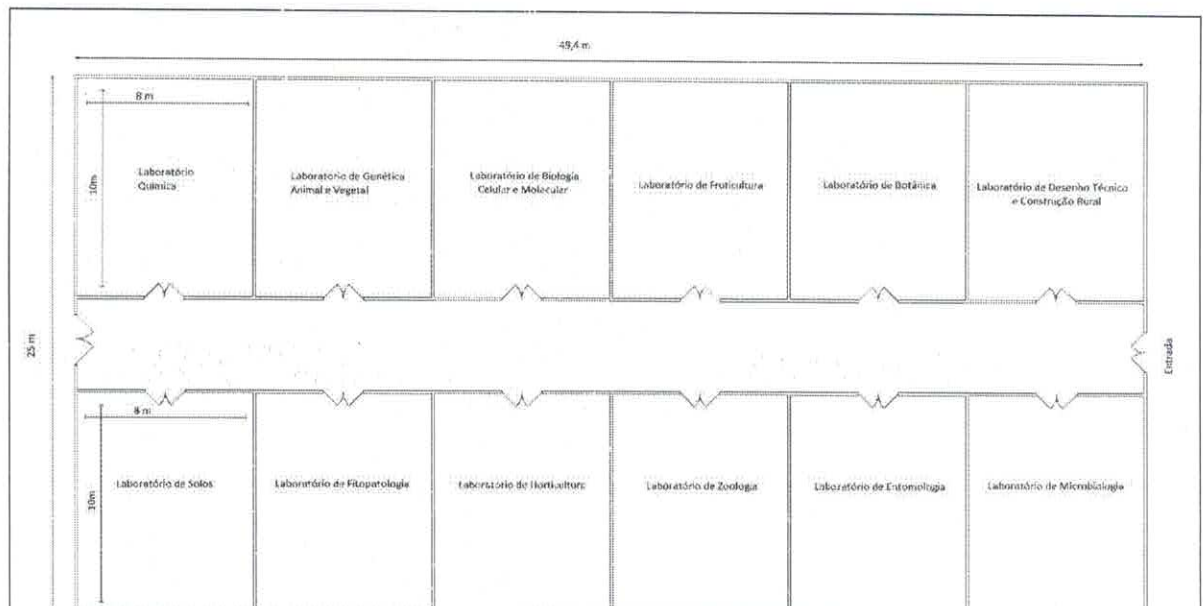 49,4 m
8 m
10m
Laboratório
Química
Laboratório de Genética
Animal e Vegetal
Laboratório de Biologia
Celular e Molecular
Laboratório de Fruticultura
Laboratório de Botânica
Laboratório de Desenho Técnico
e Construção Rural
25 m
Entrada
8 m
10m
Laboratório de Solos
Laboratório de Fitopatologia
Laboratório de Horticultura
Laboratório de Zoologia
Laboratório de Entomologia
Laboratório de Microbiologia